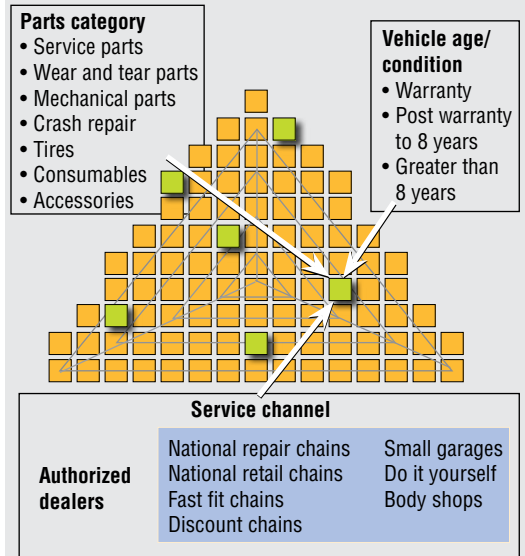 Parts category
• Service parts
• Wear and tear parts
• Mechanical parts
• Crash repair
• Tires
• Consumables
• Accessories
Vehicle age/
condition
• Warranty
• Post warranty
to 8 years
• Greater than
8 years
Service channel
Authorized
dealers
National repair chains
National retail chains
Fast fit chains
Discount chains
Small garages
Do it yourself
Body shops